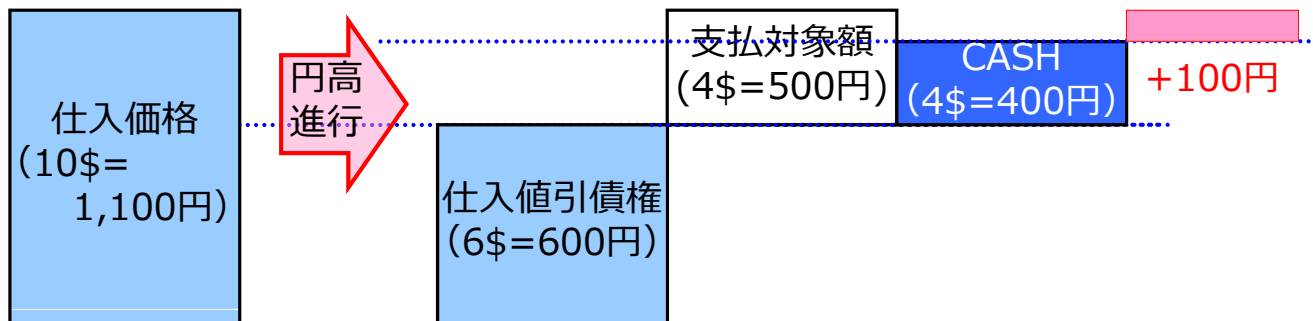 仕入価格
(10$=
1,100円)
円高
進行
仕入値引債権
(6$=600円)
支払対象額
(4$=500円)
CASH
(4$=400円)
+100円